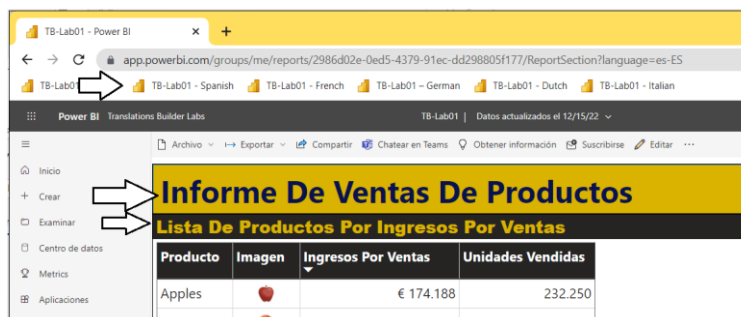 TB-Lab01 - Power BI
app.powerbi.com/groups/me/reports/2986d02e-0ed5-4379-91ec-dd298805f177/ReportSection?language=es-ES
TB-Lab01 TB-Lab01 - Spanish TB-Lab01 - French TB-Lab01 – German TB-Lab01 - Dutch TB-Lab01 - Italian
Power BI Translations Builder Labs TB-Lab01 | Datos actualizados el 12/15/22
Archivo Exportar Compartir Chatear en Teams Obtener información Suscribirse Editar ...
Inicio
Crear
Examinar
Centro de datos
Metrics
Aplicaciones
Informe De Ventas De Productos
Lista De Productos Por Ingresos Por Ventas
Producto Imagen Ingresos Por Ventas Unidades Vendidas
Apples € 174.188 232.250